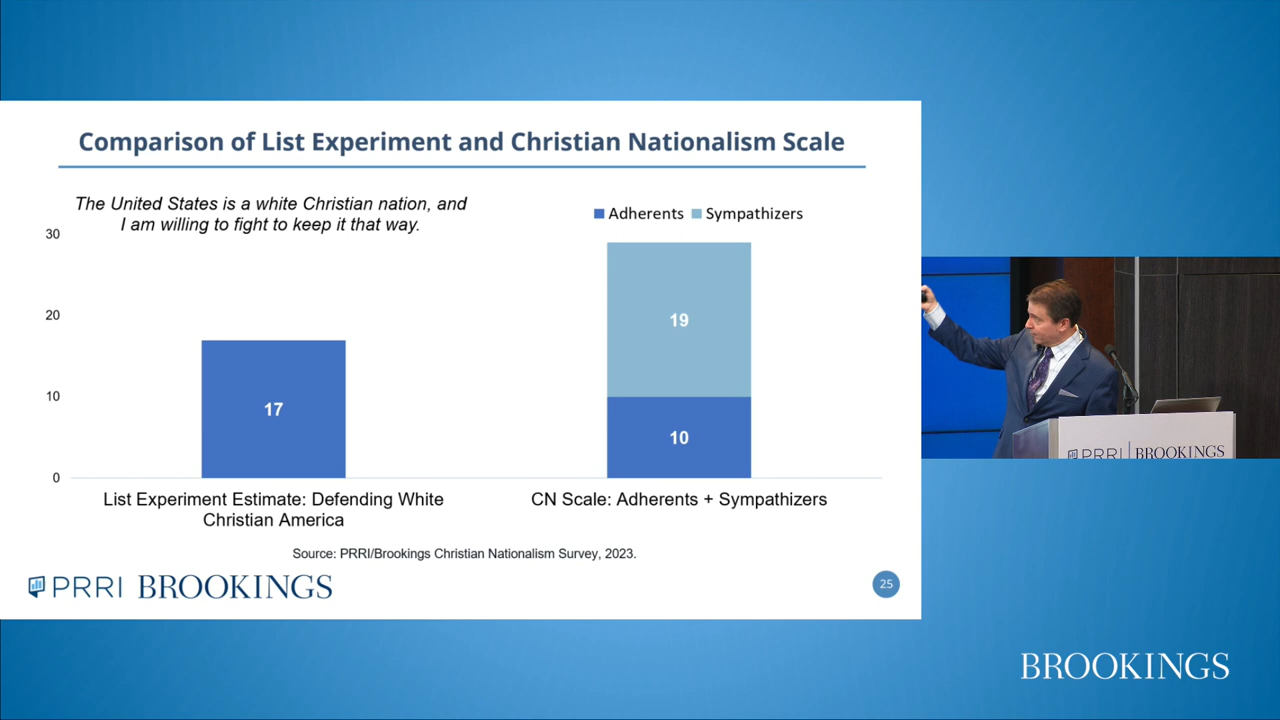 Comparison of List Experiment and Christian Nationalism Scale
The United States is a white Christian nation, and
I am willing to fight to keep it that way.
Adherents Sympathizers
30
20
10
0
17
19
10
List Experiment Estimate: Defending White
Christian America
CN Scale: Adherents + Sympathizers
Source: PRRI/Brookings Christian Nationalism Survey, 2023.
PRRI BROOKINGS
25
PRRI BROOKINGS
BROOKINGS